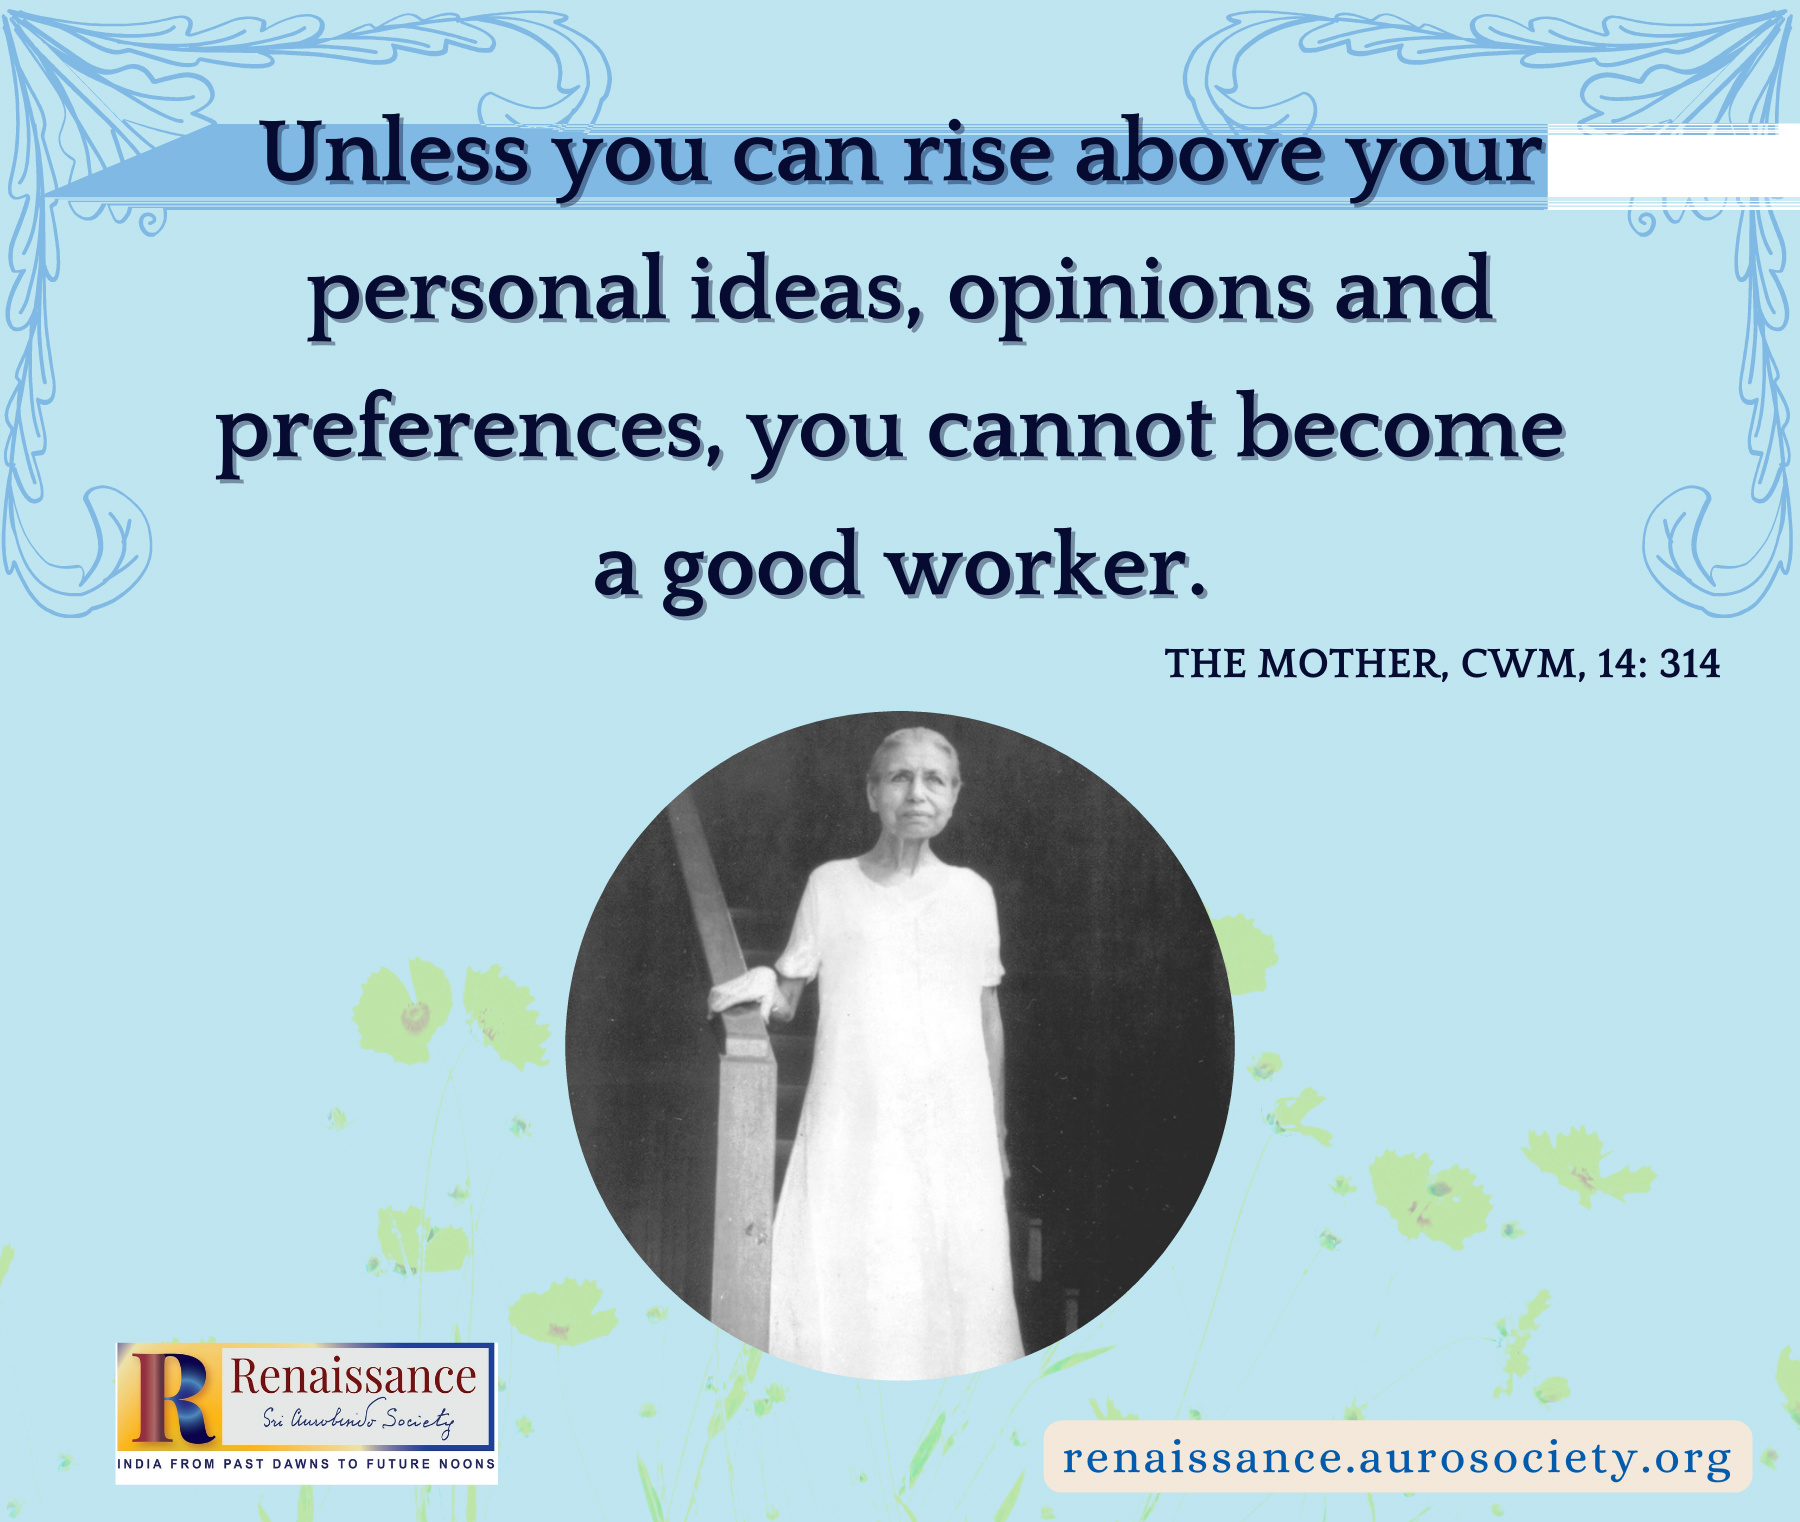 Unless you can rise above your
personal ideas, opinions and
preferences, you cannot become
a good worker.
THE MOTHER, CWM, 14: 314
R
Renaissance
Sri Aurobindo Society
INDIA FROM PAST DAWNS TO FUTURE NOONS
renaissance.aurosociety.org